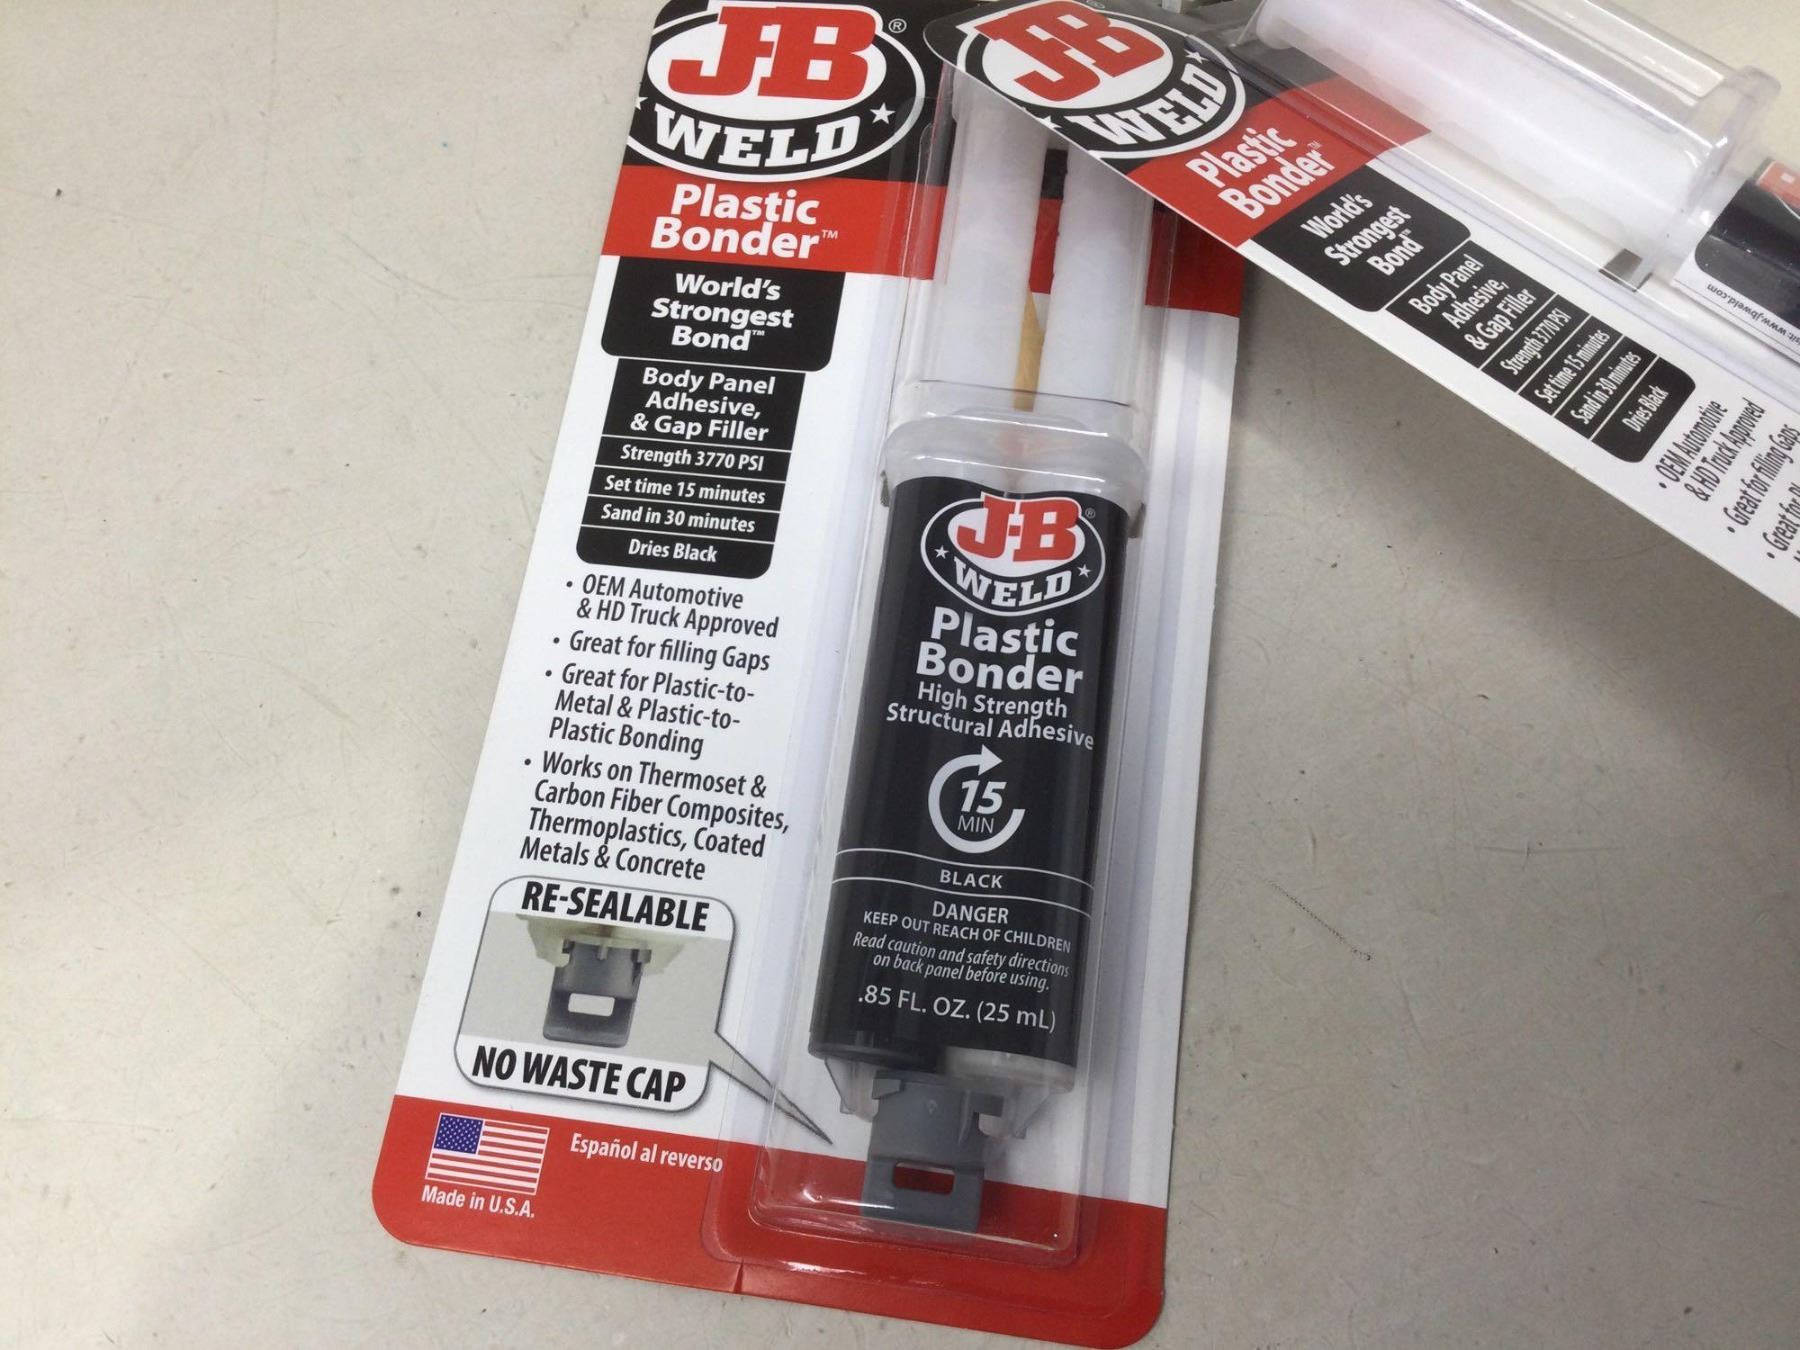 J-B
®
WELD
Plastic
Bonder™
World's
Strongest
Bond™
Body Panel
Adhesive,
& Gap Filler
Strength 3770 PSI
Set time 15 minutes
Sand in 30 minutes
Dries Black
• OEM Automotive
& HD Truck Approved
• Great for filling Gaps
• Great for Plastic-to-
Metal & Plastic-to-
Plastic Bonding
• Works on Thermoset &
Carbon Fiber Composites,
Thermoplastics, Coated
Metals & Concrete
RE-SEALABLE
NO WASTE CAP
Made in U.S.A.
Español al reverso
J-B
®
WELD
Plastic
Bonder
High Strength
Structural Adhesive
15
MIN
BLACK
DANGER
KEEP OUT REACH OF CHILDREN
Read caution and safety directions
on back panel before using.
.85 FL. OZ. (25 mL)
J-B
WELD
Plastic
Bonder™
World's
Strongest
Bond™
Body Panel
Adhesive,
& Gap Filler
Strength 3770 PSI
Set time 15 minutes
Sand in 30 minutes
Dries Black
• OEM Automotive
& HD Truck Approved
• Great for filling Gaps
• Great for
www.jbweld.com